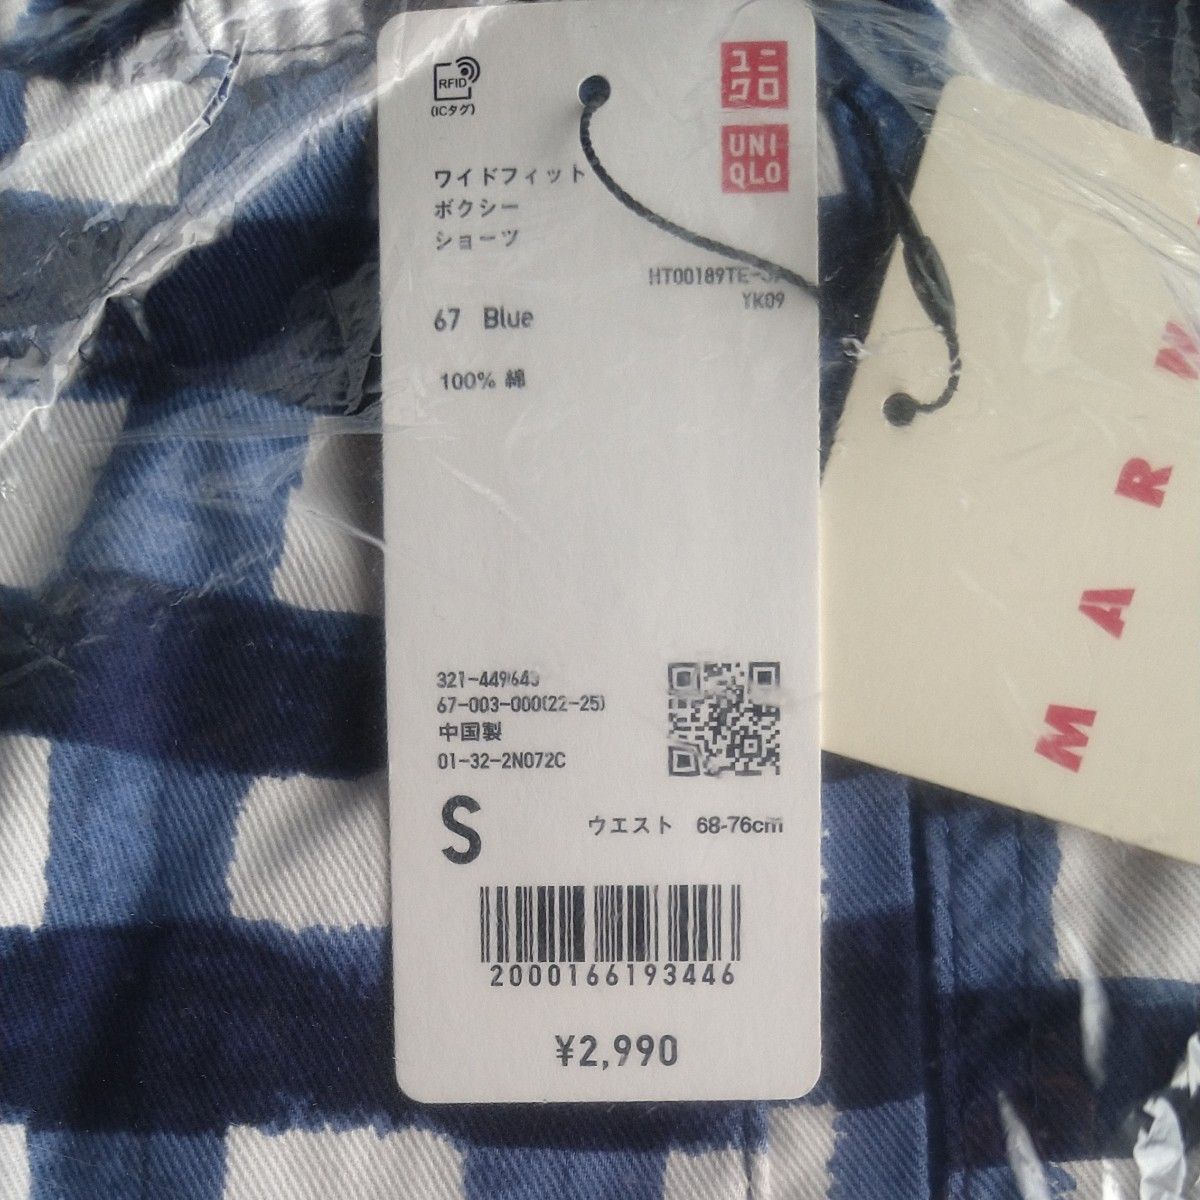 RFID
(ICタグ)
ユニ
クロ
UNI
QLO
ワイドフィット
ボクシー
ショーツ
YK09
67 Blue
100% 綿
67-003-000(22-25)
中国製
01-32-2N072C
S
ウエスト 68-76cm
2000166193446
¥2,990
M A R